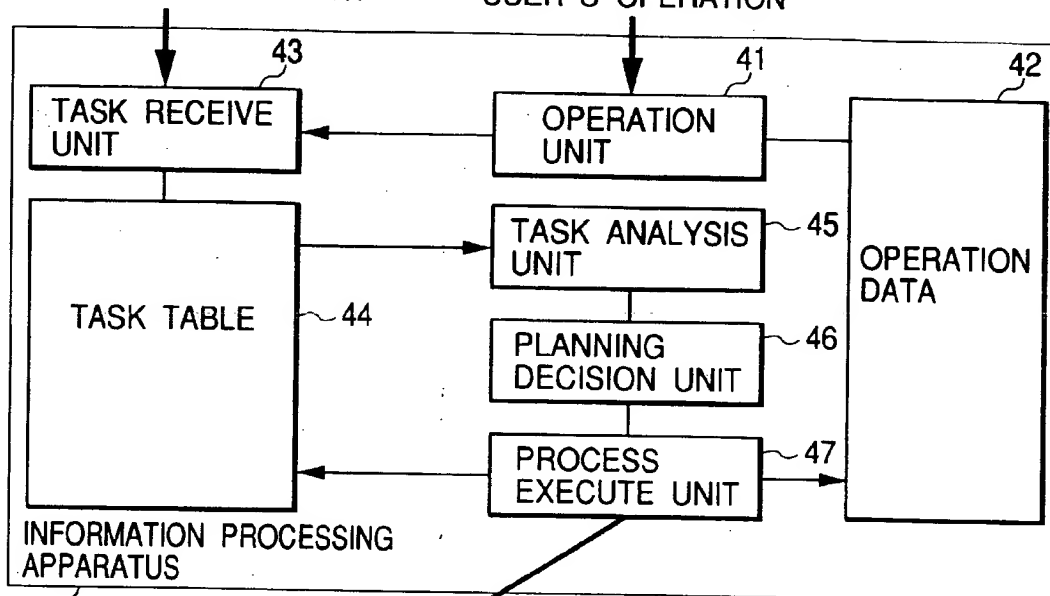 USER'S OPERATION
43
41
42
TASK RECEIVE
UNIT
OPERATION
UNIT
TASK ANALYSIS
UNIT
45
OPERATION
DATA
TASK TABLE
44
PLANNING
DECISION UNIT
46
PROCESS
EXECUTE UNIT
47
INFORMATION PROCESSING
APPARATUS